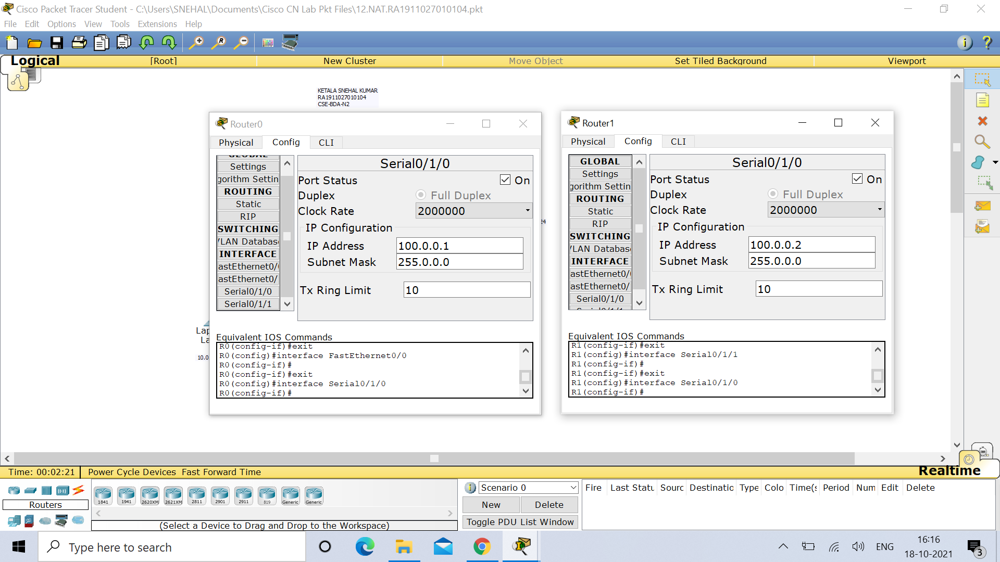 Cisco Packet Tracer Student - C:\Users\SNEHAL\Documents\Cisco CN Lab Pkt Files\12.NAT.RA1911027010104.pkt
File Edit Options View Tools Extensions Help
Logical [Root] New Cluster Move Object Set Tiled Background Viewport
KETALA SNEHAL KUMAR
RA1911027010104
CSE-BDA-N2
Router0
Physical Config CLI
GLOBAL
Settings
gorithm Settin
ROUTING
Static
RIP
SWITCHING
VLAN Databas
INTERFACE
astEthernet0/
astEthernet0/
Serial0/1/0
Serial0/1/1
Serial0/1/0
Port Status On
Duplex Full Duplex
Clock Rate 2000000
IP Configuration
IP Address 100.0.0.1
Subnet Mask 255.0.0.0
Tx Ring Limit 10
Equivalent IOS Commands
R0(config-if)#exit
R0(config)#interface FastEthernet0/0
R0(config-if)#
R0(config-if)#exit
R0(config)#interface Serial0/1/0
R0(config-if)#
Router1
Physical Config CLI
GLOBAL
Settings
gorithm Settin
ROUTING
Static
RIP
SWITCHING
VLAN Databas
INTERFACE
astEthernet0/
astEthernet0/
Serial0/1/0
Serial0/1/1
Serial0/1/0
Port Status On
Duplex Full Duplex
Clock Rate 2000000
IP Configuration
IP Address 100.0.0.2
Subnet Mask 255.0.0.0
Tx Ring Limit 10
Equivalent IOS Commands
R1(config-if)#exit
R1(config)#interface Serial0/1/1
R1(config-if)#
R1(config-if)#exit
R1(config)#interface Serial0/1/0
R1(config-if)#
24
Lap
La
10.0
Time: 00:02:21 Power Cycle Devices Fast Forward Time Realtime
Routers
1841 1941 2620XM 2621XM 2811 2901 2911 819 Generic Generic
(Select a Device to Drag and Drop to the Workspace)
Scenario 0
New Delete
Toggle PDU List Window
Fire Last Statu Sourc Destinatio Type Colo Time(s Period Num Edit Delete
Type here to search
ENG
16:16
18-10-2021
3